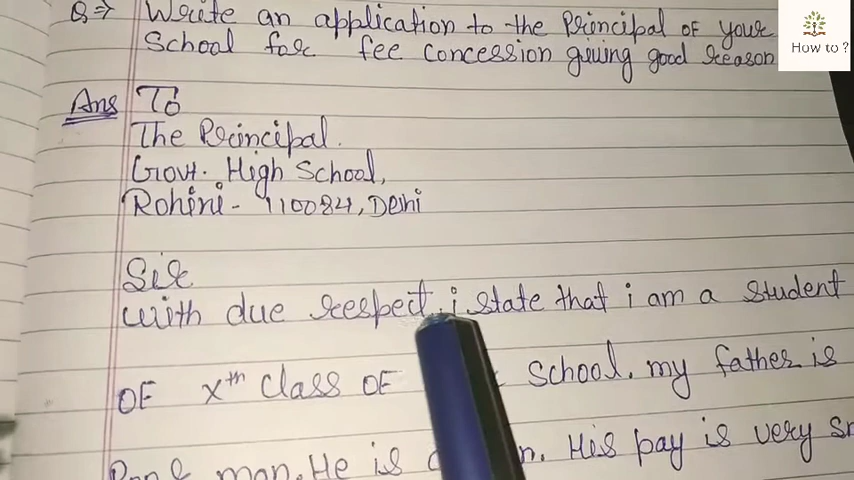 Q⇒ Write an application to the Principal of your
School for fee concession giving good reason
How to ?
Ans To
The Principal.
Govt. High School,
Rohini - 110084, Delhi
Sir
With due respect, i state that i am a student
OF Xth Class OF School. my father is
man. He is His pay is very